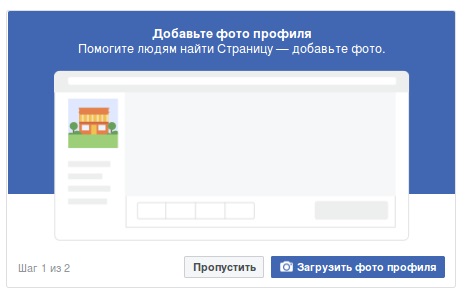 Добавьте фото профиля
Помогите людям найти Страницу — добавьте фото.
Шаг 1 из 2
Пропустить
Загрузить фото профиля